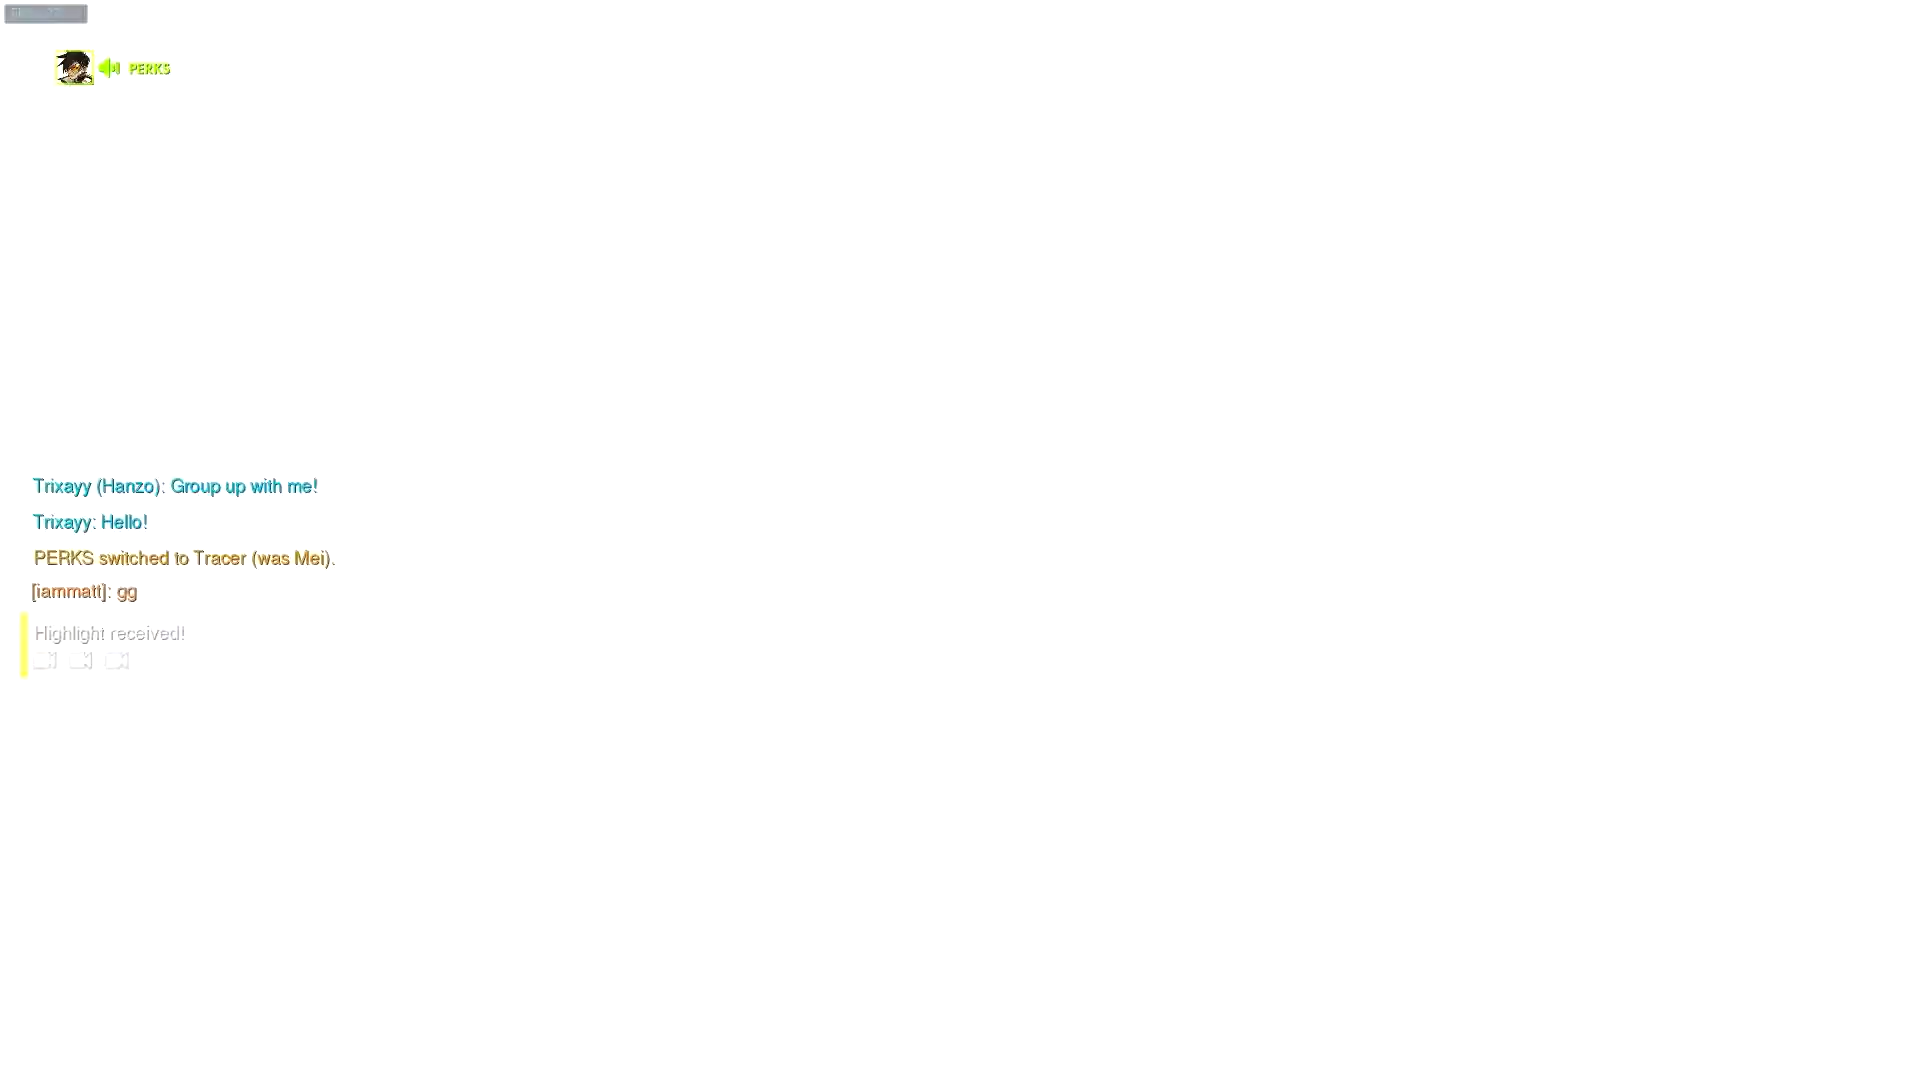 PERKS
Trixayy (Hanzo): Group up with me!
Trixayy: Hello!
PERKS switched to Tracer (was Mei).
[iammatt]: gg
Highlight received!